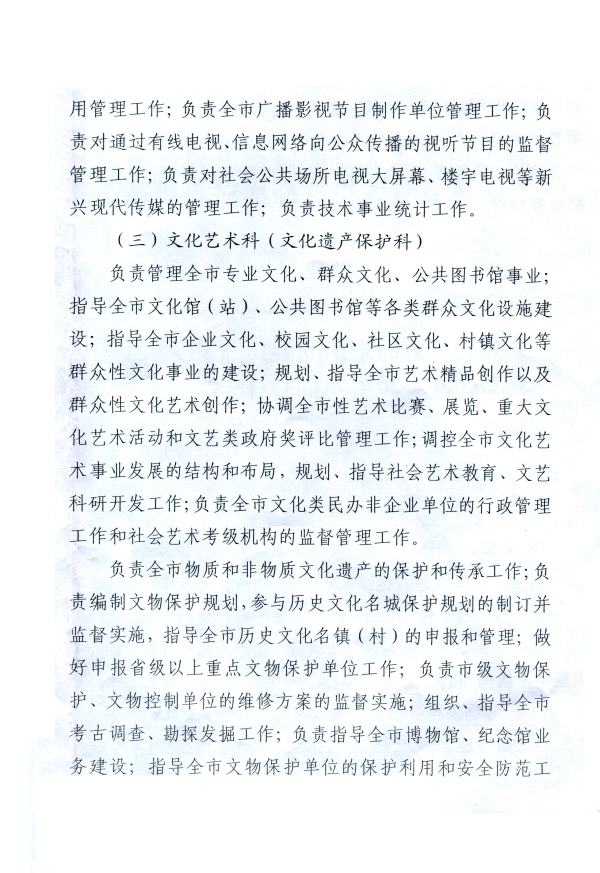 用管理工作；负责全市广播影视节目制作单位管理工作；负
责对通过有线电视、信息网络向公众传播的视听节目的监督
管理工作；负责对社会公共场所电视大屏幕、楼宇电视等新
兴现代传媒的管理工作；负责技术事业统计工作。
（三）文化艺术科（文化遗产保护科）
负责管理全市专业文化、群众文化、公共图书馆事业；
指导全市文化馆（站）、公共图书馆等各类群众文化设施建
设；指导全市企业文化、校园文化、社区文化、村镇文化等
群众性文化事业的建设；规划、指导全市艺术精品创作以及
群众性文化艺术创作；协调全市性艺术比赛、展览、重大文
化艺术活动和文艺类政府奖评比管理工作；调控全市文化艺
术事业发展的结构和布局，规划、指导社会艺术教育、文艺
科研开发工作；负责全市文化类民办非企业单位的行政管理
工作和社会艺术考级机构的监督管理工作。
负责全市物质和非物质文化遗产的保护和传承工作；负
责编制文物保护规划，参与历史文化名城保护规划的制订并
监督实施，指导全市历史文化名镇（村）的申报和管理；做
好申报省级以上重点文物保护单位工作；负责市级文物保
护、文物控制单位的维修方案的监督实施；组织、指导全市
考古调查、勘探发掘工作；负责指导全市博物馆、纪念馆业
务建设；指导全市文物保护单位的保护利用和安全防范工